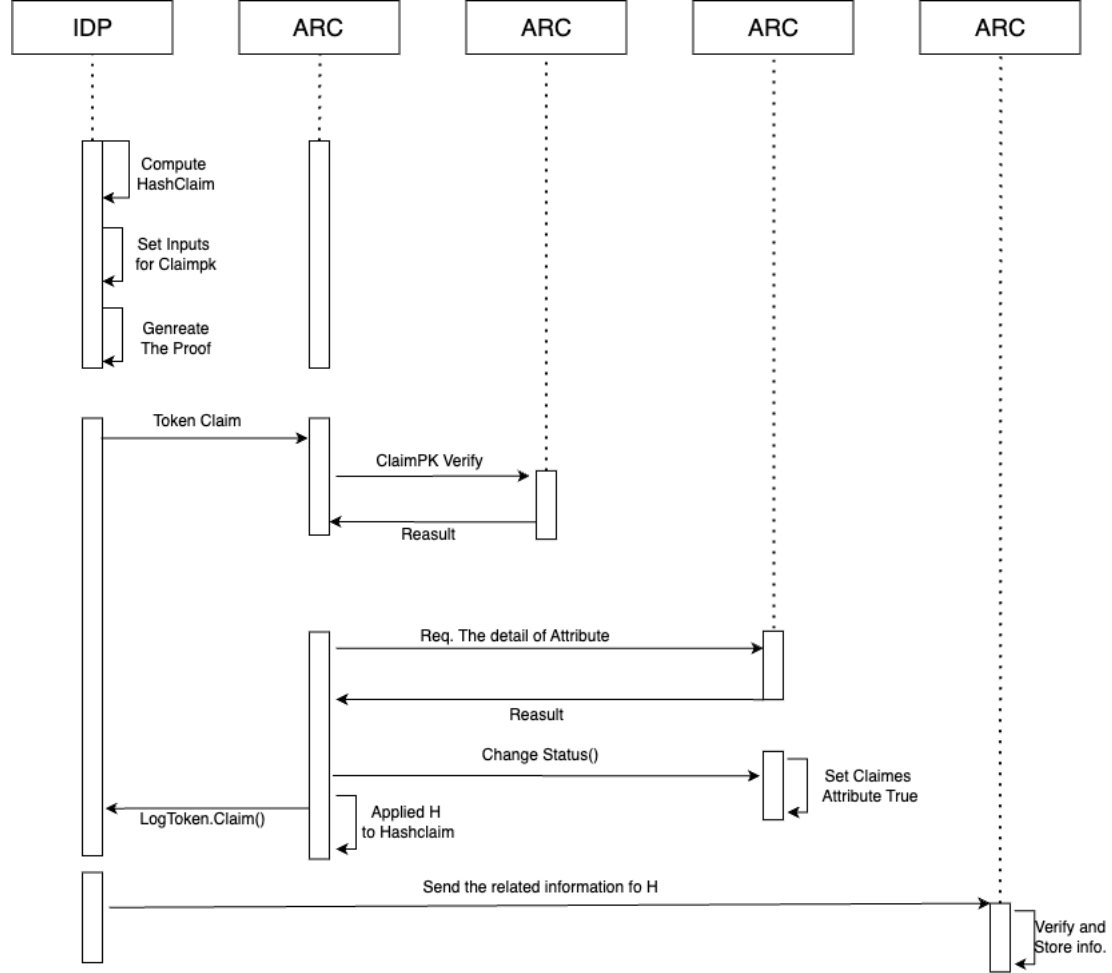 IDP
ARC
ARC
ARC
ARC
Compute
HashClaim
Set Inputs
for Claimpk
Genreate
The Proof
Token Claim
ClaimPK Verify
Reasult
Req. The detail of Attribute
Reasult
Change Status()
Set Claimes
Attribute True
LogToken.Claim()
Applied H
to Hashclaim
Send the related information fo H
Verify and
Store info.